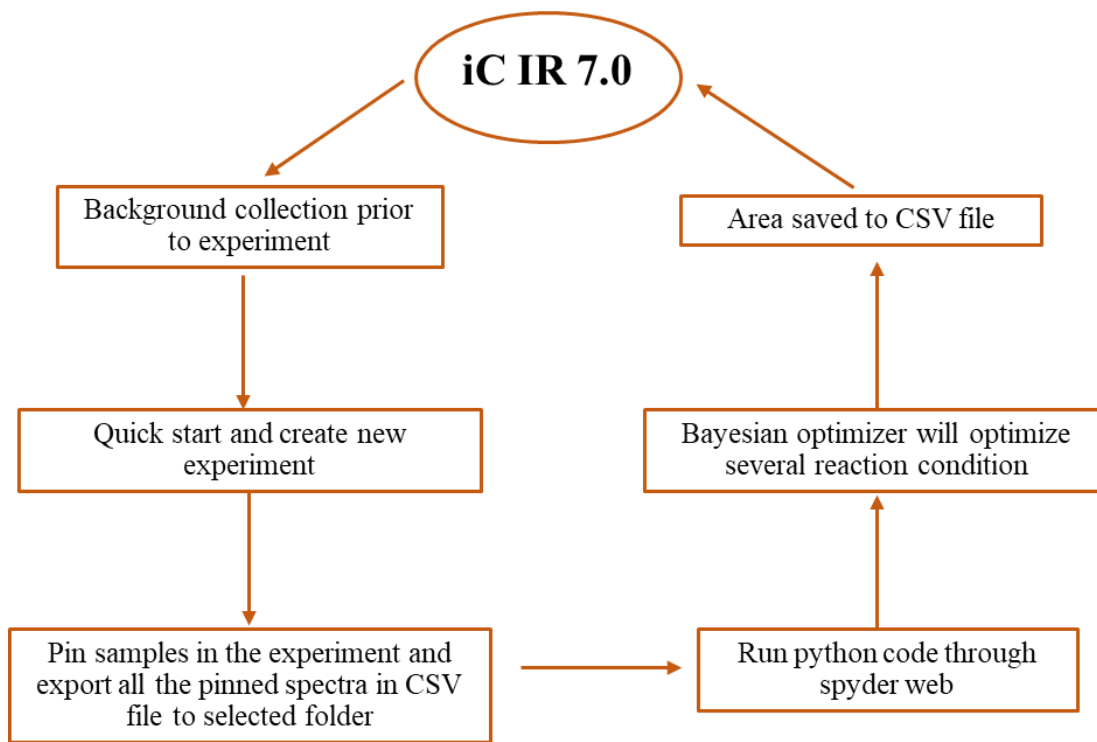 iC IR 7.0
Background collection prior
to experiment
Quick start and create new
experiment
Pin samples in the experiment and
export all the pinned spectra in CSV
file to selected folder
Run python code through
spyder web
Bayesian optimizer will optimize
several reaction condition
Area saved to CSV file